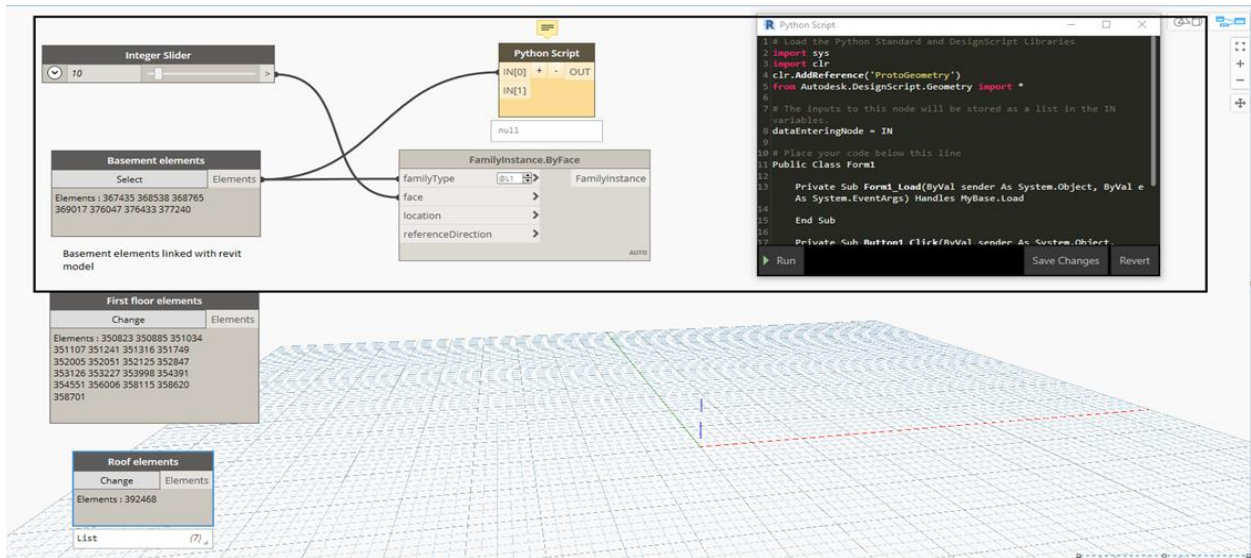 Integer Slider
10
>
Basement elements
Select
Elements
Elements : 367435 368538 368765
369017 376047 376433 377240
Basement elements linked with revit
model
First floor elements
Change
Elements
Elements : 350823 350885 351034
351107 351241 351316 351749
352005 352051 352125 352847
353126 353227 353998 354391
354551 356006 358115 358620
358701
Roof elements
Change
Elements
Elements : 392468
List
(7)
Python Script
IN[0] + - OUT
IN[1]
null
FamilyInstance.ByFace
familyType
@L1
>
FamilyInstance
face
>
location
>
referenceDirection
>
AUTO
R Python Script
1 # Load the Python Standard and DesignScript Libraries
2 import sys
3 import clr
4 clr.AddReference('ProtoGeometry')
5 from Autodesk.DesignScript.Geometry import *
6
7 # The inputs to this node will be stored as a list in the IN
variables.
8 dataEnteringNode = IN
9
10 # Place your code below this line
11 Public Class Form1
12
13 Private Sub Form1_Load(ByVal sender As System.Object, ByVal e
As System.EventArgs) Handles MyBase.Load
14
15 End Sub
16
17 Private Sub Button1_Click(ByVal sender As System.Object,
Run
Save Changes
Revert